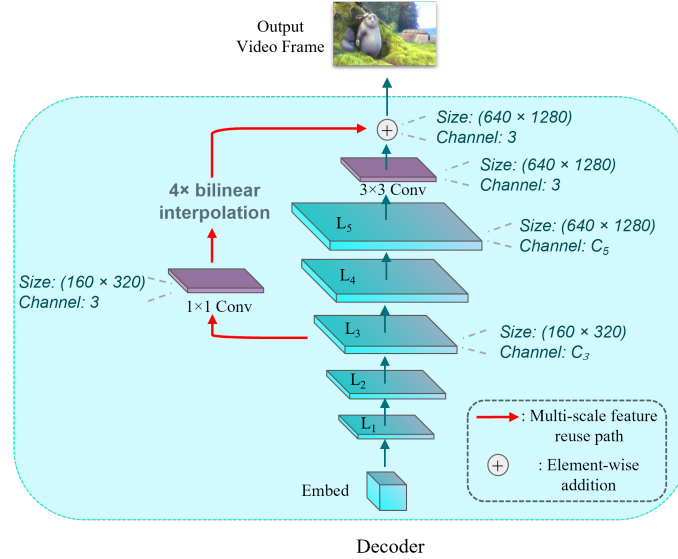 Output
Video Frame
Size: (640 × 1280)
Channel: 3
+
Size: (640 × 1280)
Channel: 3
3×3 Conv
4× bilinear
interpolation
L5
Size: (640 × 1280)
Channel: C5
L4
Size: (160 × 320)
Channel: 3
1×1 Conv
L3
Size: (160 × 320)
Channel: C3
L2
L1
Embed
: Multi-scale feature
reuse path
+ : Element-wise
addition
Decoder